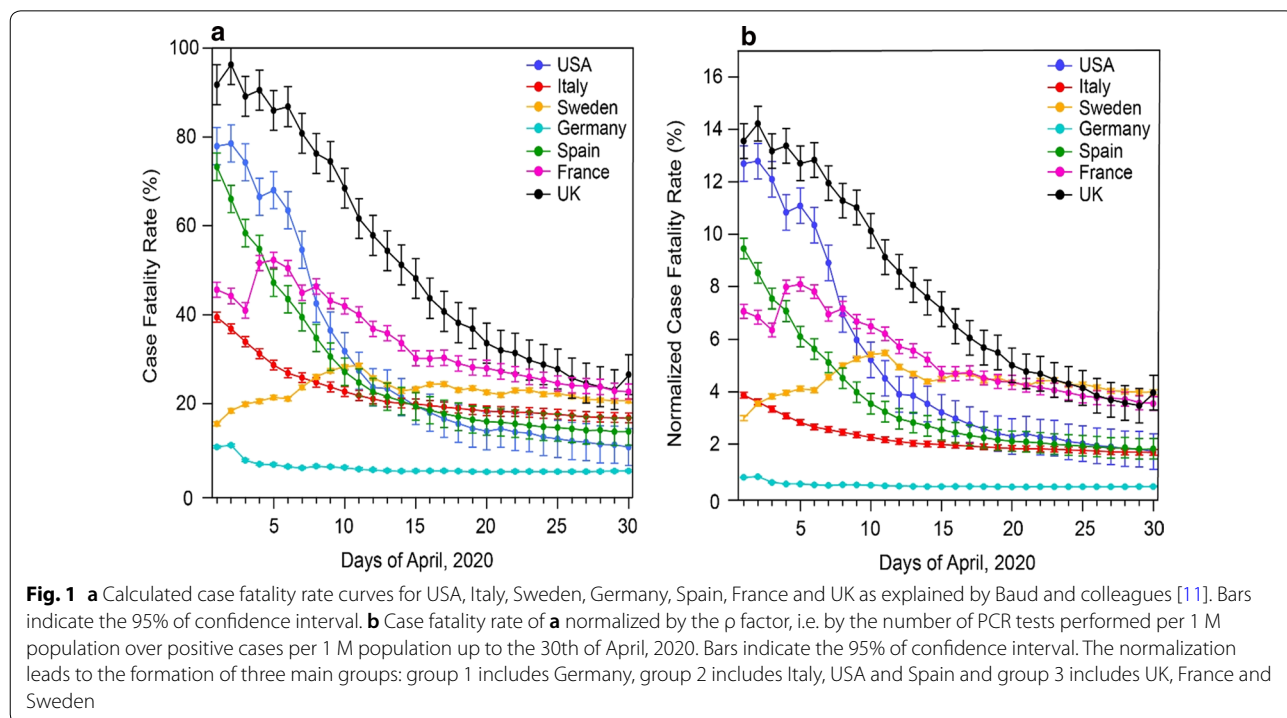 a
100
80
60
40
20
0
Case Fatality Rate (%)
USA
Italy
Sweden
Germany
Spain
France
UK
5
10
15
20
25
30
Days of April, 2020
b
16
14
12
10
8
6
4
2
0
Normalized Case Fatality Rate (%)
USA
Italy
Sweden
Germany
Spain
France
UK
5
10
15
20
25
30
Days of April, 2020
Fig. 1 a Calculated case fatality rate curves for USA, Italy, Sweden, Germany, Spain, France and UK as explained by Baud and colleagues [11]. Bars
indicate the 95% of confidence interval. b Case fatality rate of a normalized by the ρ factor, i.e. by the number of PCR tests performed per 1 M
population over positive cases per 1 M population up to the 30th of April, 2020. Bars indicate the 95% of confidence interval. The normalization
leads to the formation of three main groups: group 1 includes Germany, group 2 includes Italy, USA and Spain and group 3 includes UK, France and
Sweden